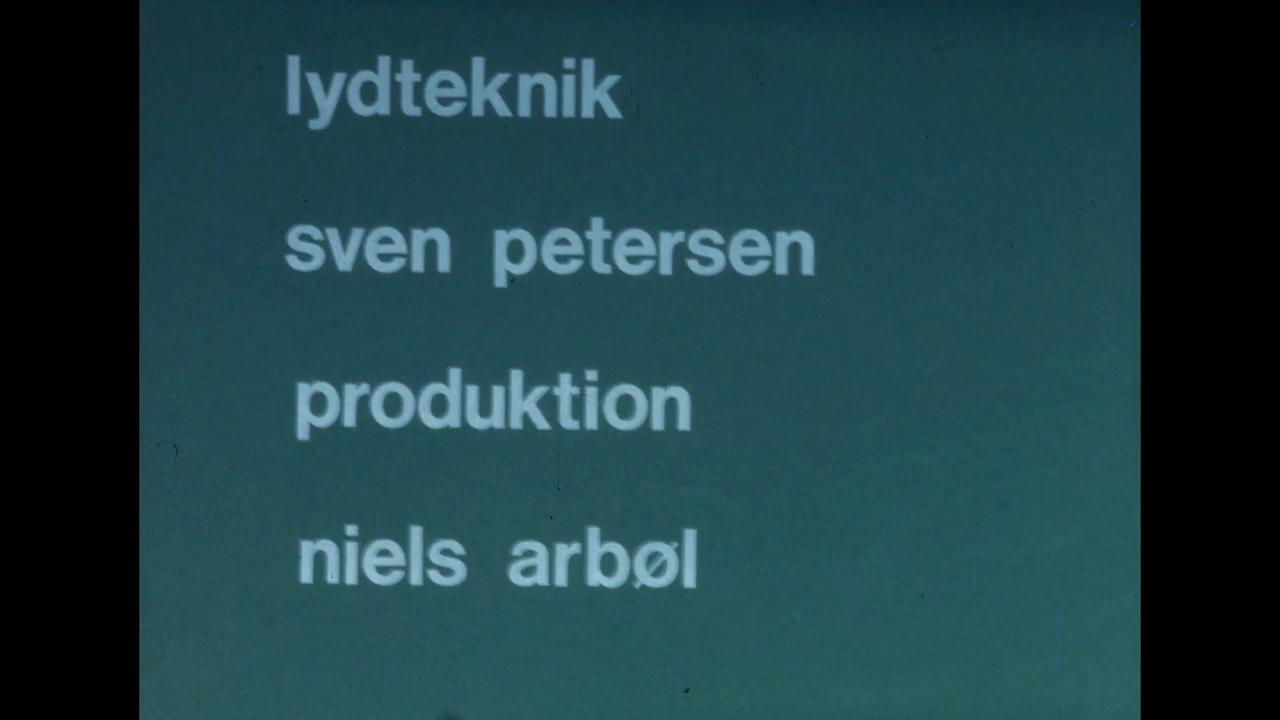 lydteknik
sven petersen
produktion
niels arbøl